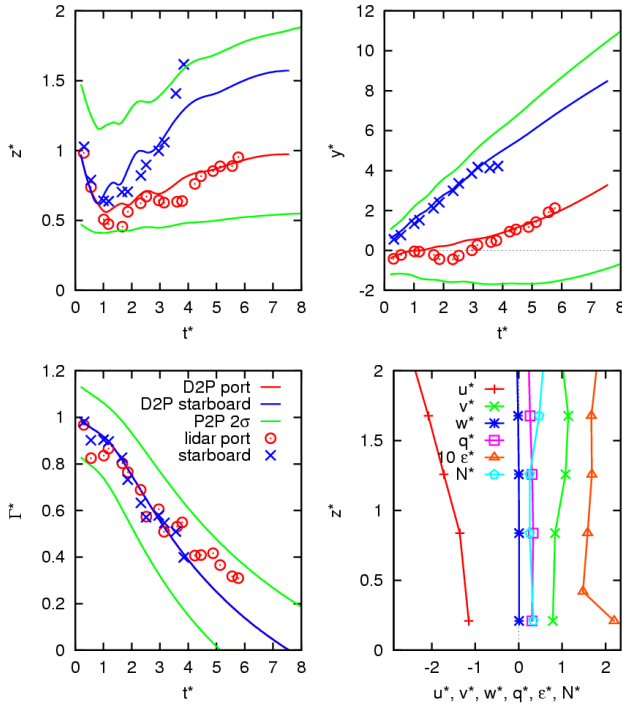 2
1.5
1
0.5
0
z*
0 1 2 3 4 5 6 7 8
t*
12
10
8
6
4
2
0
-2
y*
0 1 2 3 4 5 6 7 8
t*
1.2
1
0.8
0.6
0.4
0.2
0
Γ*
D2P port
D2P starboard
P2P 2σ
lidar port
starboard
0 1 2 3 4 5 6 7 8
t*
2
1.5
1
0.5
0
z*
u*
v*
w*
q*
10 ε*
N*
-2 -1 0 1 2
u*, v*, w*, q*, ε*, N*